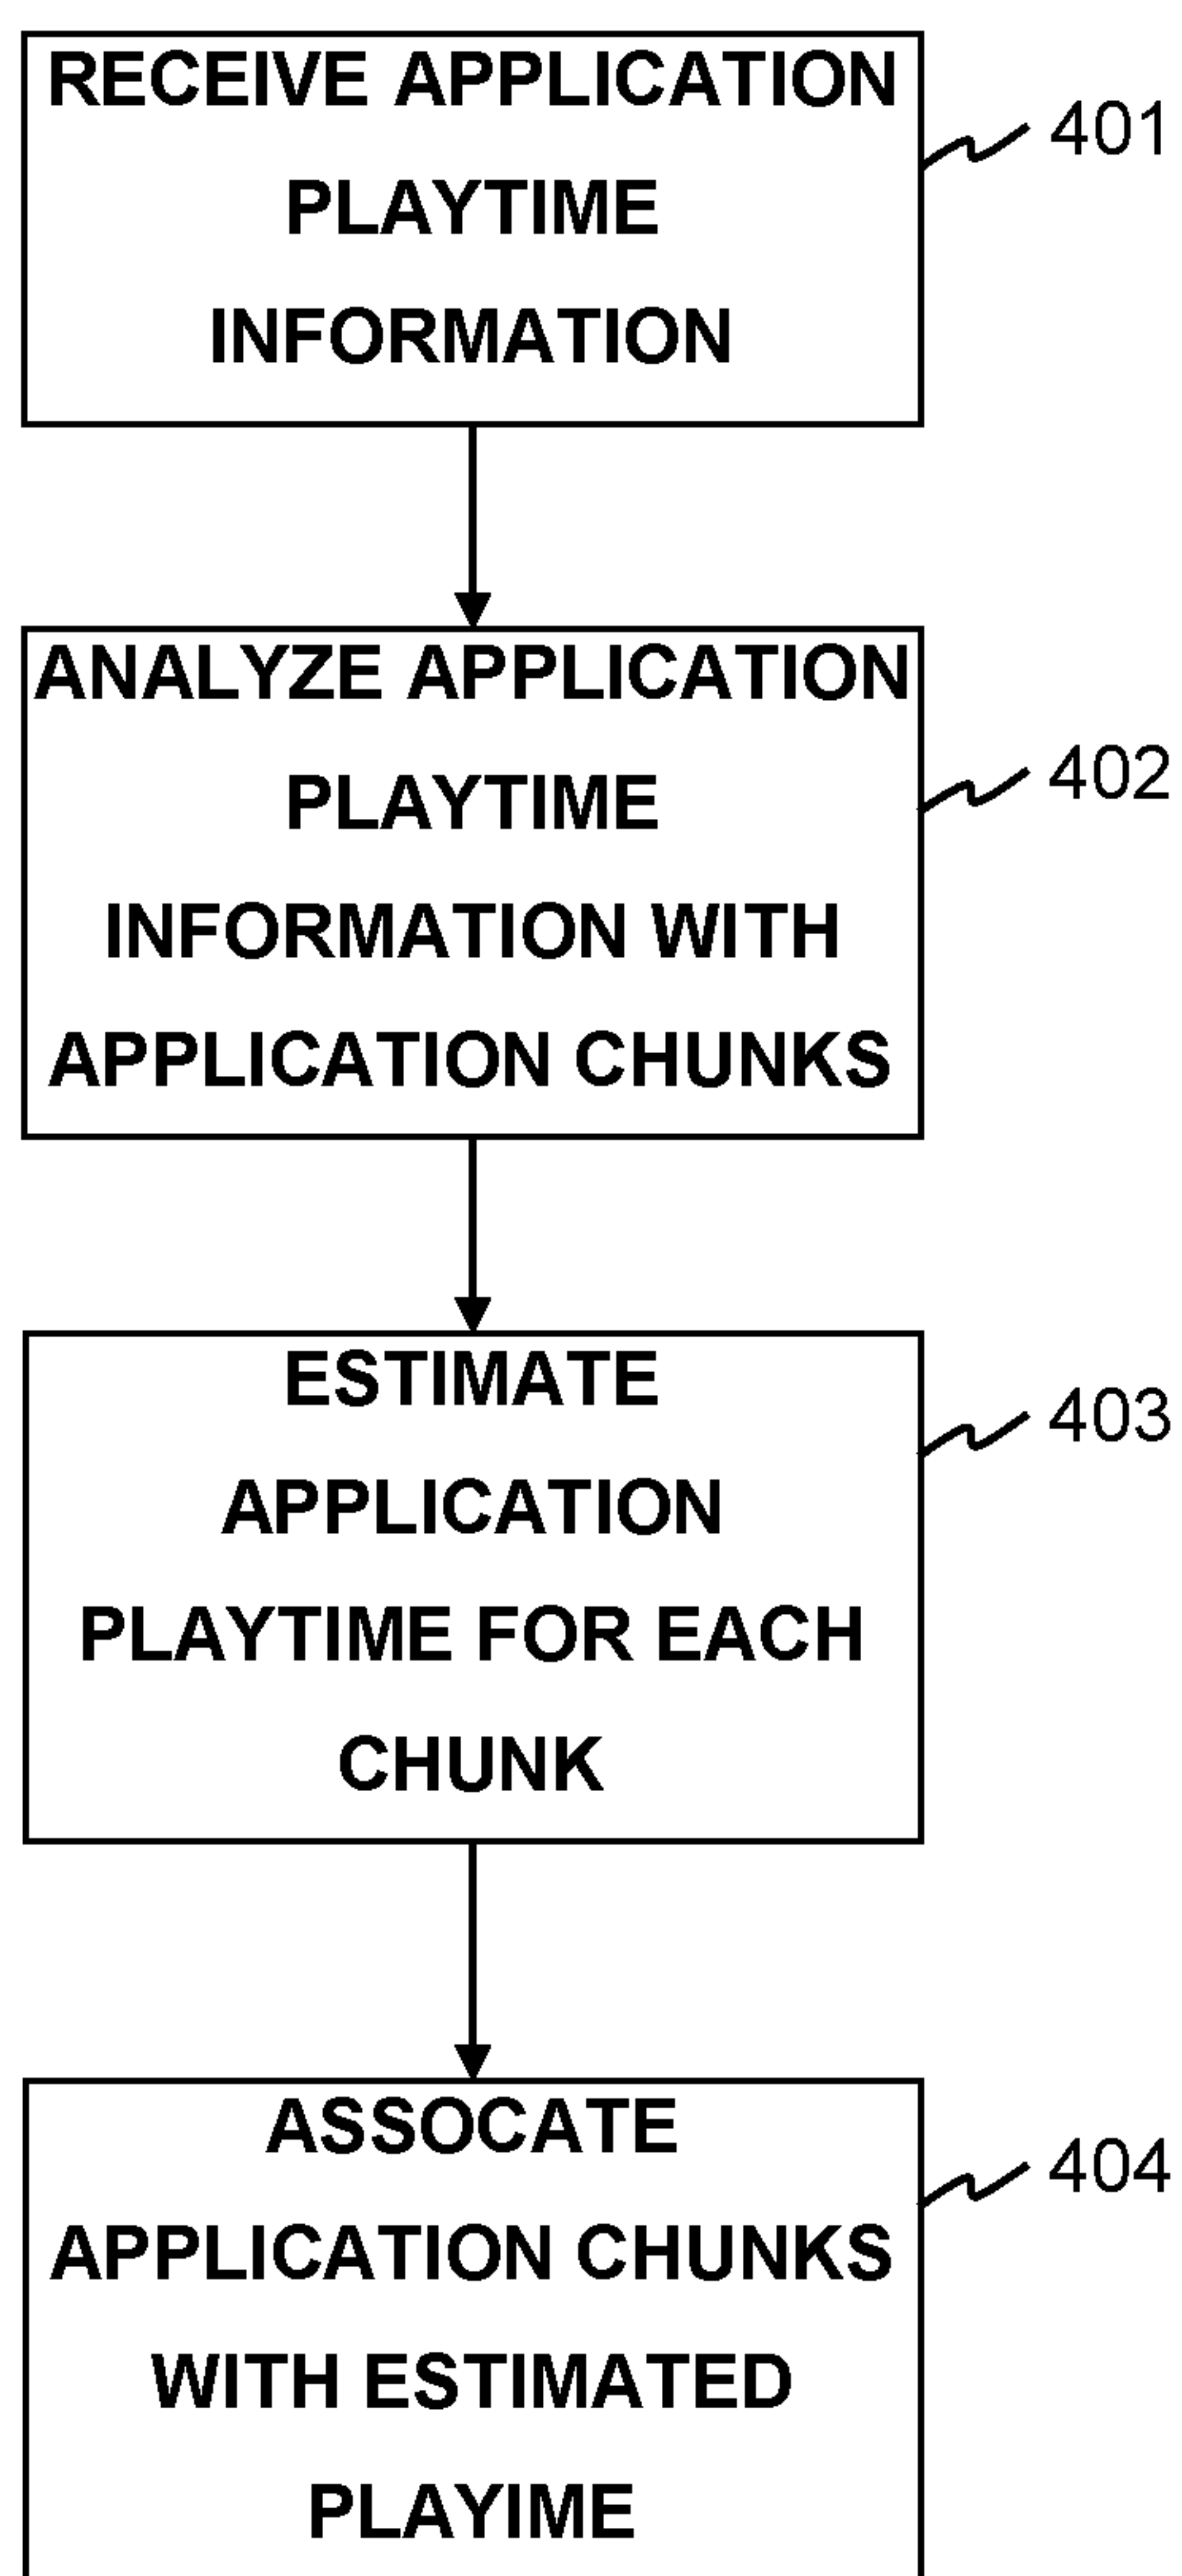 RECEIVE APPLICATION
PLAYTIME
INFORMATION
401
ANALYZE APPLICATION
PLAYTIME
INFORMATION WITH
APPLICATION CHUNKS
402
ESTIMATE
APPLICATION
PLAYTIME FOR EACH
CHUNK
403
ASSOCATE
APPLICATION CHUNKS
WITH ESTIMATED
PLAYIME
404